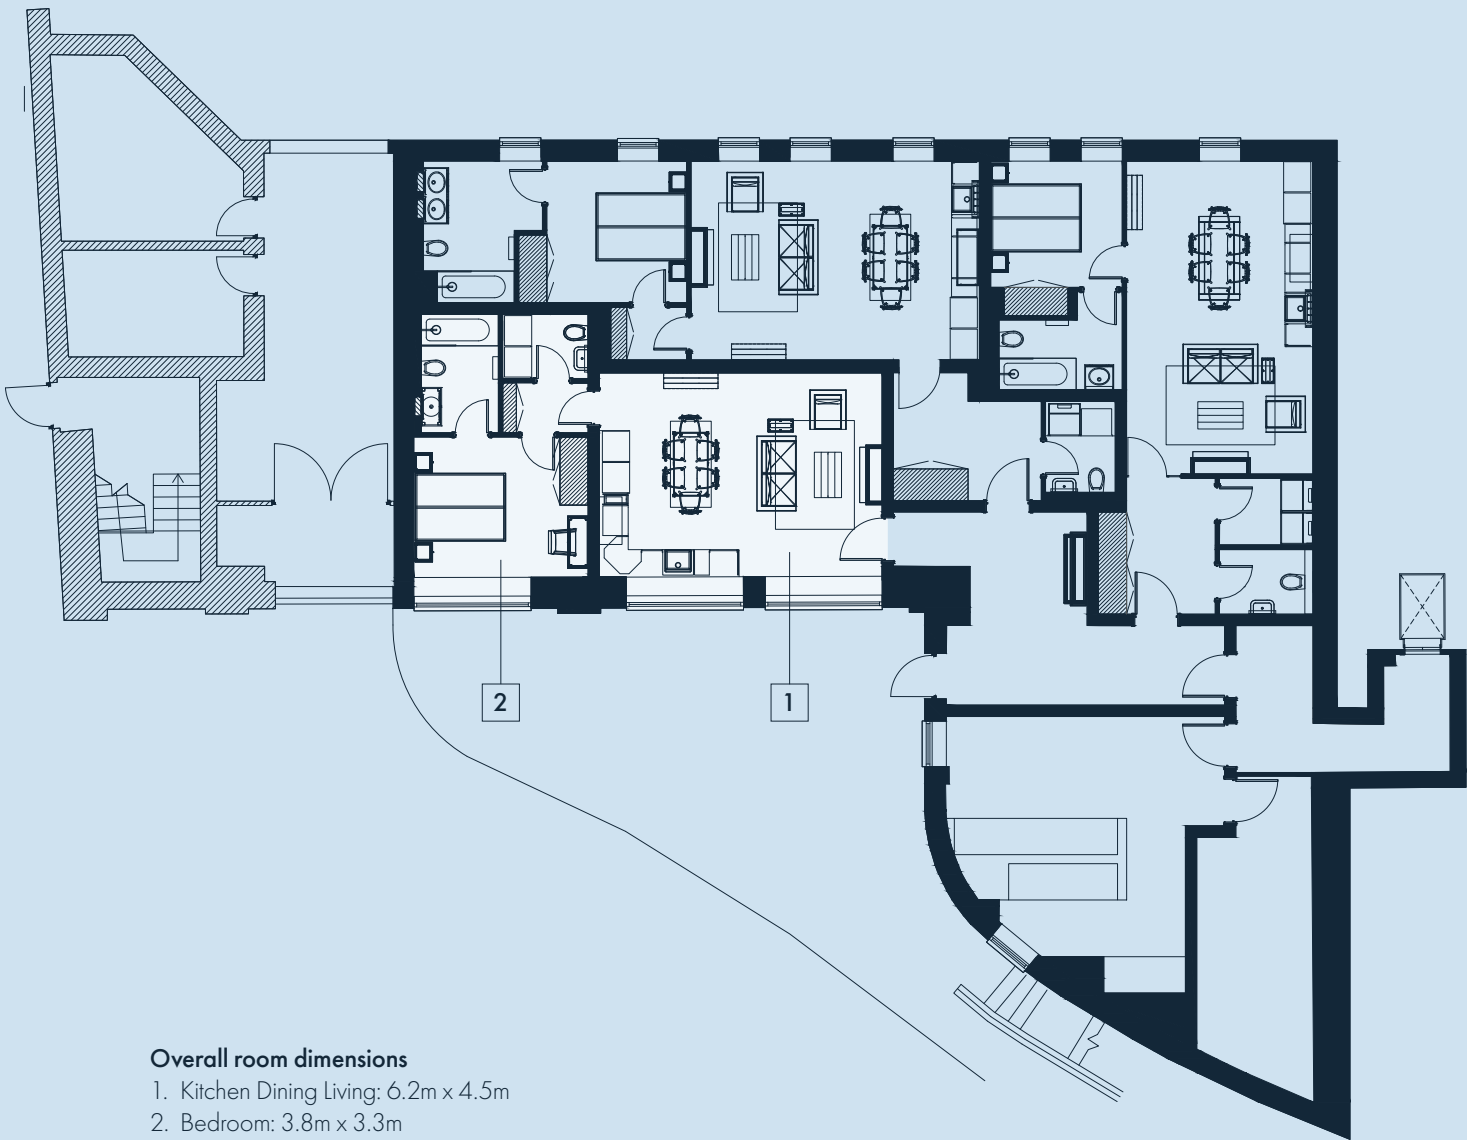 2
1
Overall room dimensions
1. Kitchen Dining Living: 6.2m x 4.5m
2. Bedroom: 3.8m x 3.3m